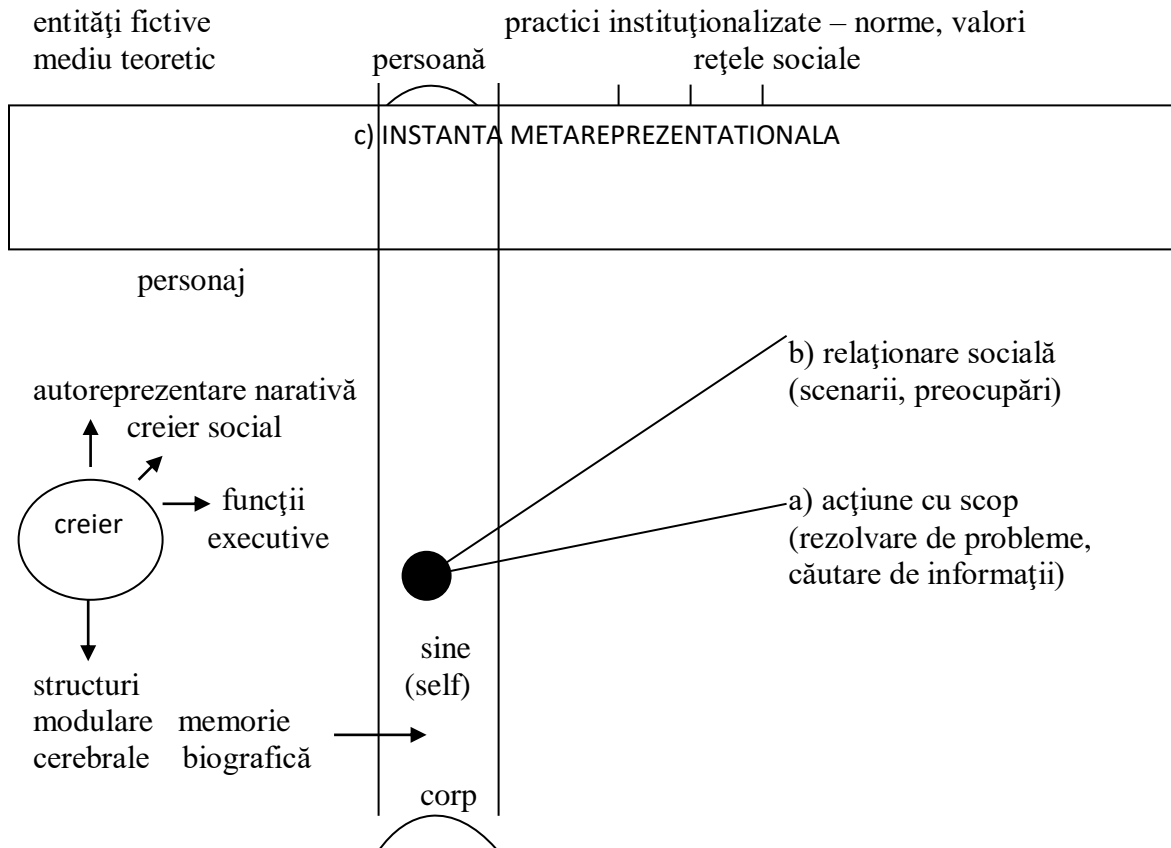 entităţi fictive
mediu teoretic
persoană
practici instituţionalizate – norme, valori
reţele sociale
c) INSTANTA METAREPREZENTATIONALA
personaj
autoreprezentare narativă
creier social
creier
funcţii
executive
b) relaţionare socială
(scenarii, preocupări)
a) acţiune cu scop
(rezolvare de probleme,
căutare de informaţii)
sine
(self)
structuri
modulare memorie
cerebrale biografică
corp